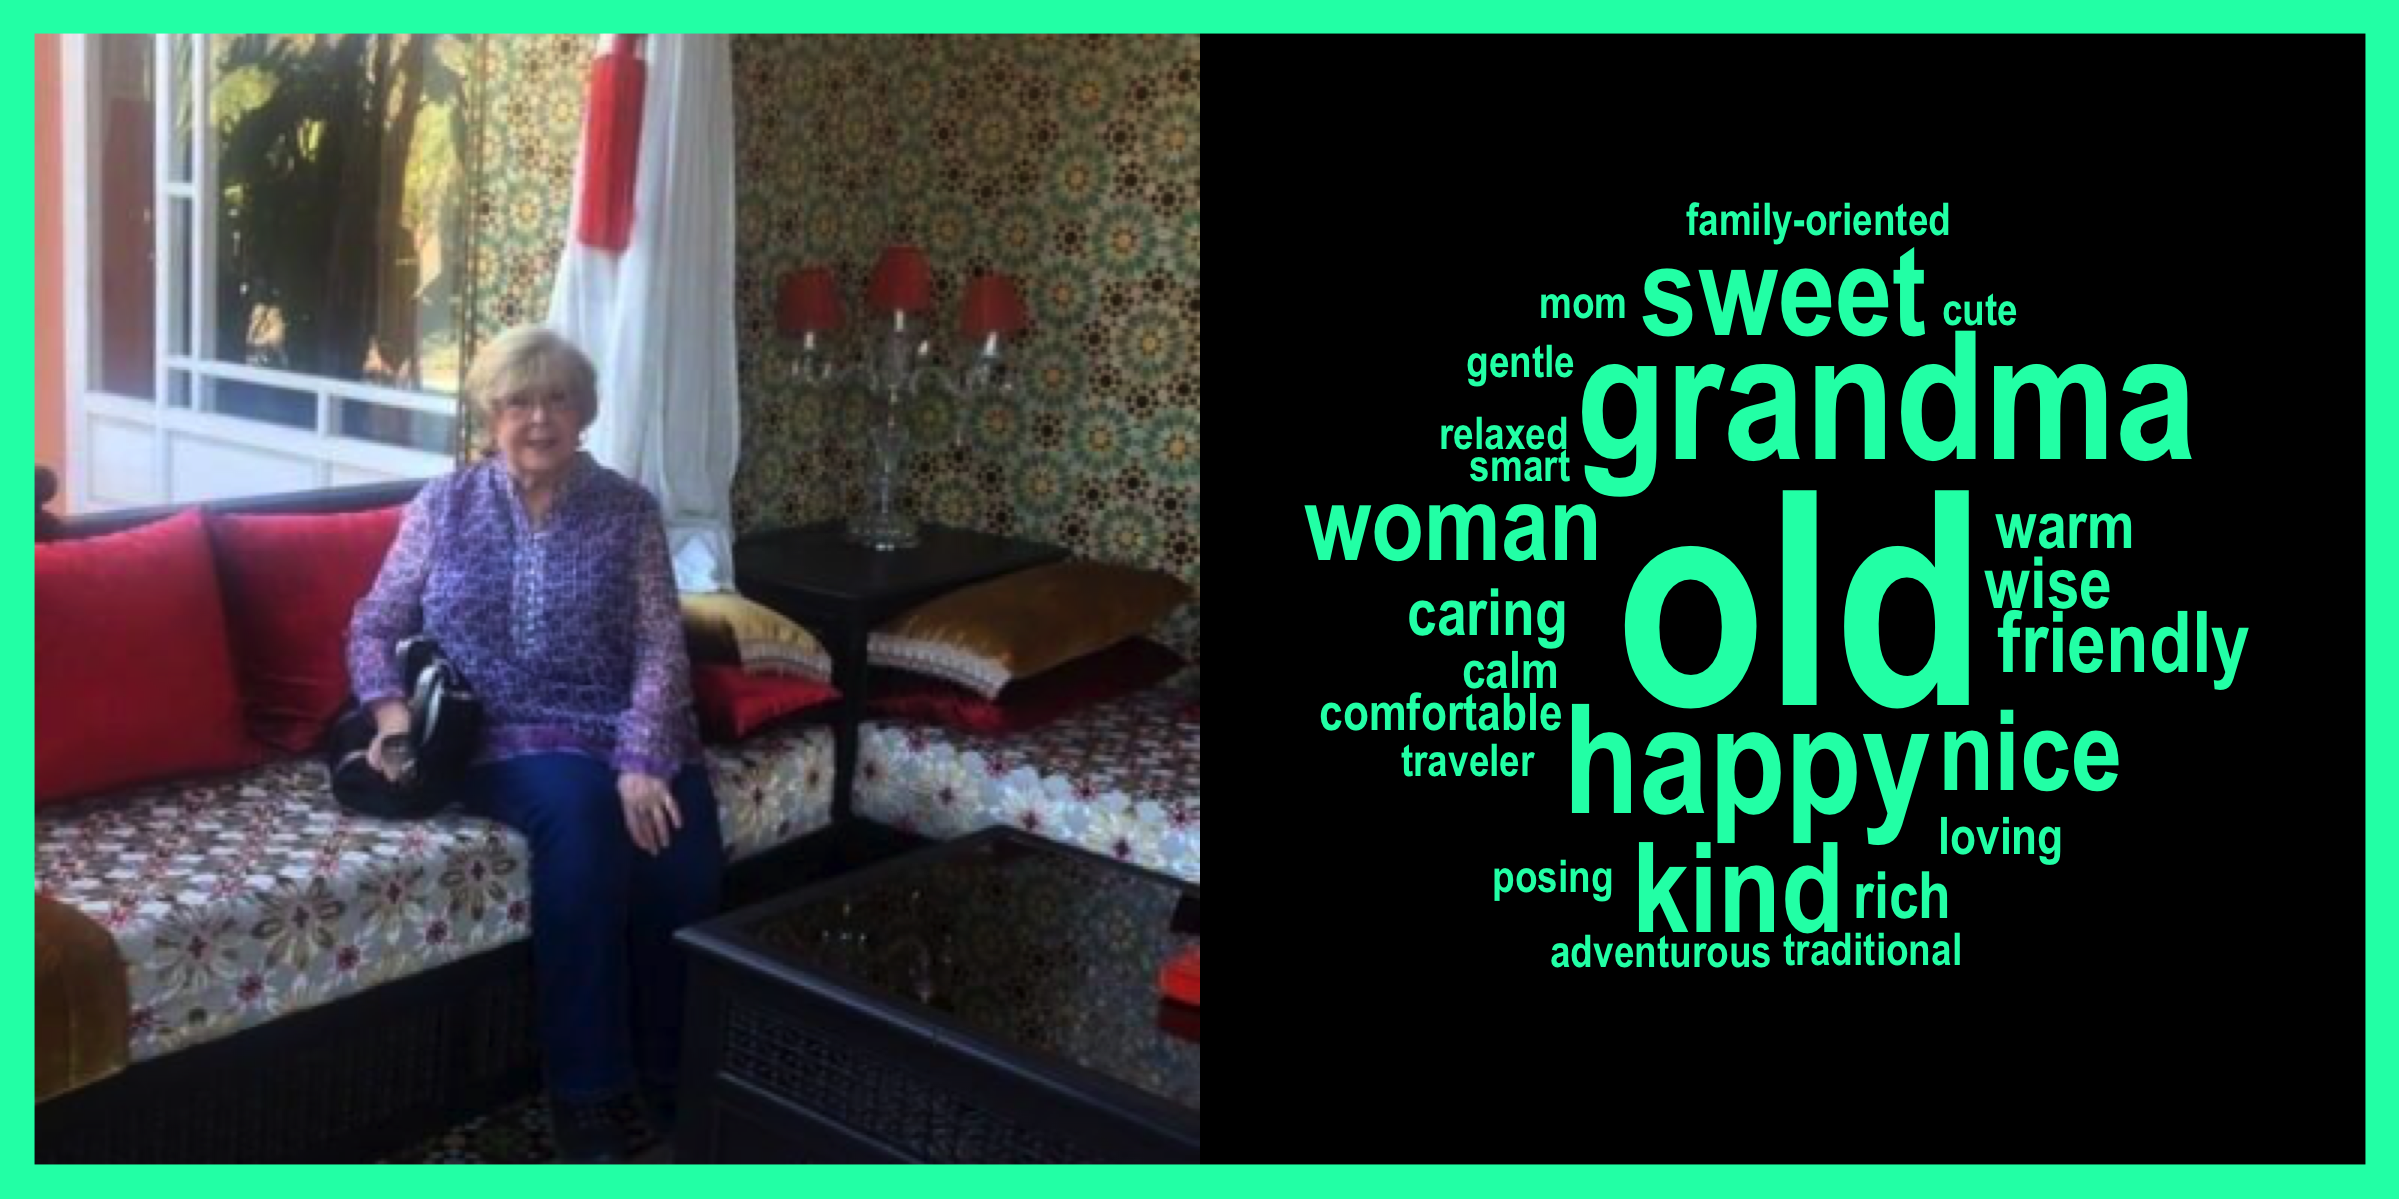 family-oriented
mom sweet cute
gentle grandma
relaxed
smart
woman old warm
wise
caring friendly
calm
comfortable happy nice
traveler
loving
posing kind rich
adventurous traditional